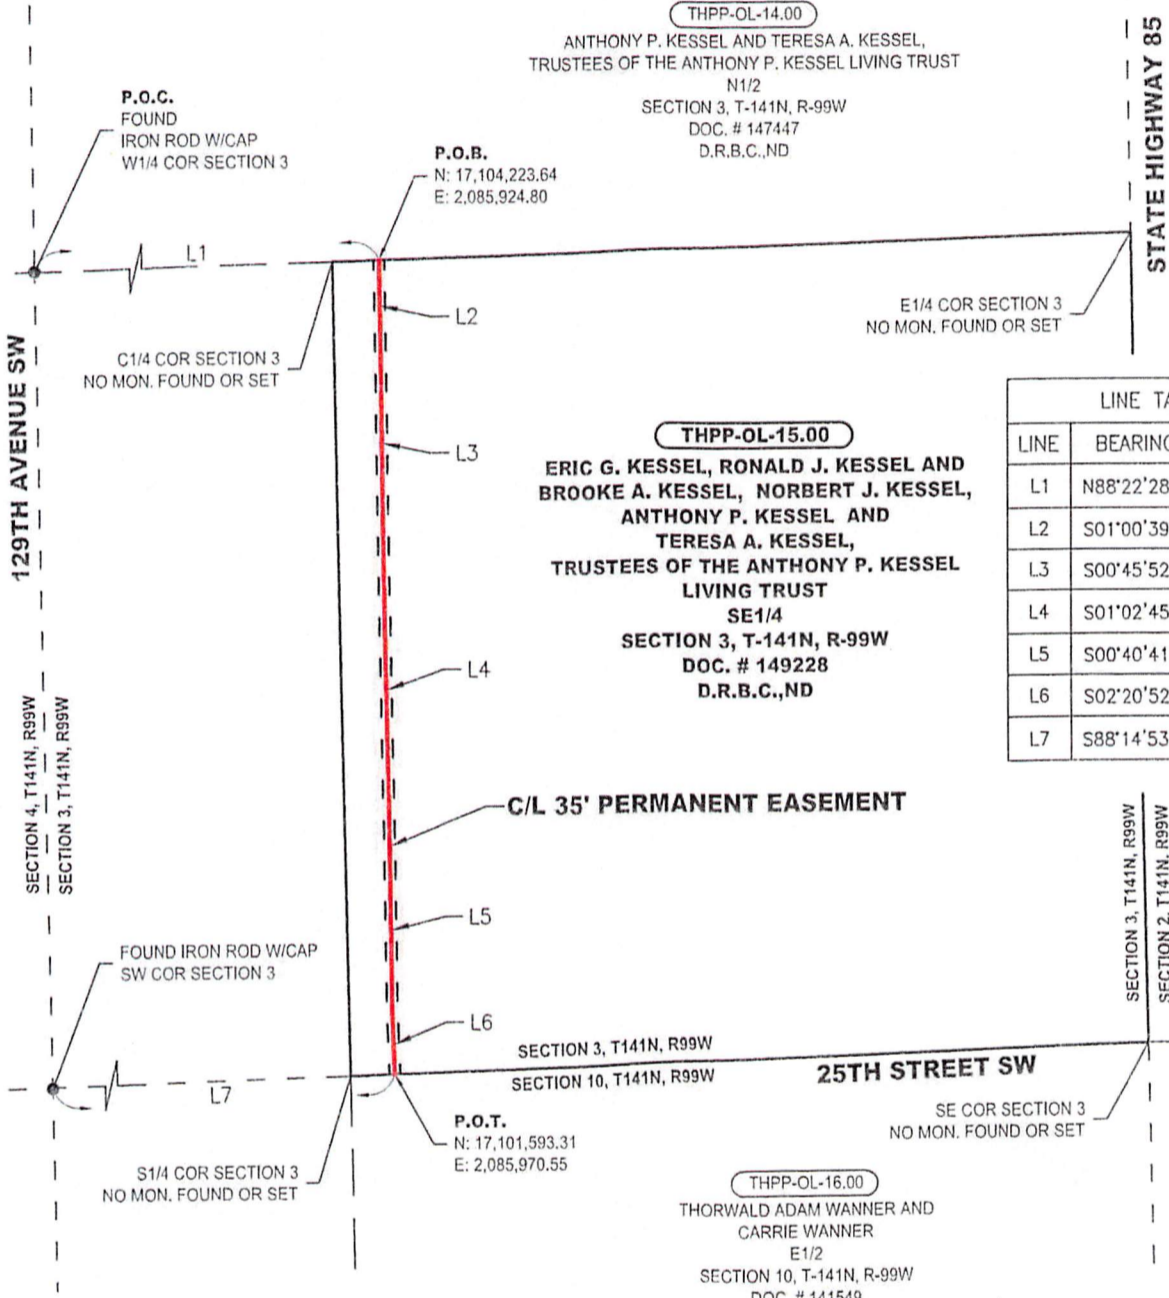 THPP-OL-14.00
ANTHONY P. KESSEL AND TERESA A. KESSEL,
TRUSTEES OF THE ANTHONY P. KESSEL LIVING TRUST
N1/2
SECTION 3, T-141N, R-99W
DOC. # 147447
D.R.B.C.,ND
STATE HIGHWAY 85
P.O.C.
FOUND
IRON ROD W/CAP
W1/4 COR SECTION 3
P.O.B.
N: 17,104,223.64
E: 2,085,924.80
L1
L2
E1/4 COR SECTION 3
NO MON. FOUND OR SET
C1/4 COR SECTION 3
NO MON. FOUND OR SET
129TH AVENUE SW
L3
THPP-OL-15.00
ERIC G. KESSEL, RONALD J. KESSEL AND
BROOKE A. KESSEL, NORBERT J. KESSEL,
ANTHONY P. KESSEL AND
TERESA A. KESSEL,
TRUSTEES OF THE ANTHONY P. KESSEL
LIVING TRUST
SE1/4
SECTION 3, T-141N, R-99W
DOC. # 149228
D.R.B.C.,ND
LINE TA
LINE BEARING
L1 N88°22'28
L2 S01°00'39
L3 S00°45'52
L4 S01°02'45
L5 S00°40'41
L6 S02°20'52
L7 S88°14'53
L4
SECTION 4, T141N, R99W
SECTION 3, T141N, R99W
C/L 35' PERMANENT EASEMENT
SECTION 3, T141N, R99W
SECTION 2, T141N, R99W
L5
FOUND IRON ROD W/CAP
SW COR SECTION 3
L6
SECTION 3, T141N, R99W
SECTION 10, T141N, R99W
25TH STREET SW
L7
P.O.T.
N: 17,101,593.31
E: 2,085,970.55
SE COR SECTION 3
NO MON. FOUND OR SET
S1/4 COR SECTION 3
NO MON. FOUND OR SET
THPP-OL-16.00
THORWALD ADAM WANNER AND
CARRIE WANNER
E1/2
SECTION 10, T-141N, R-99W
DOC. # 141549